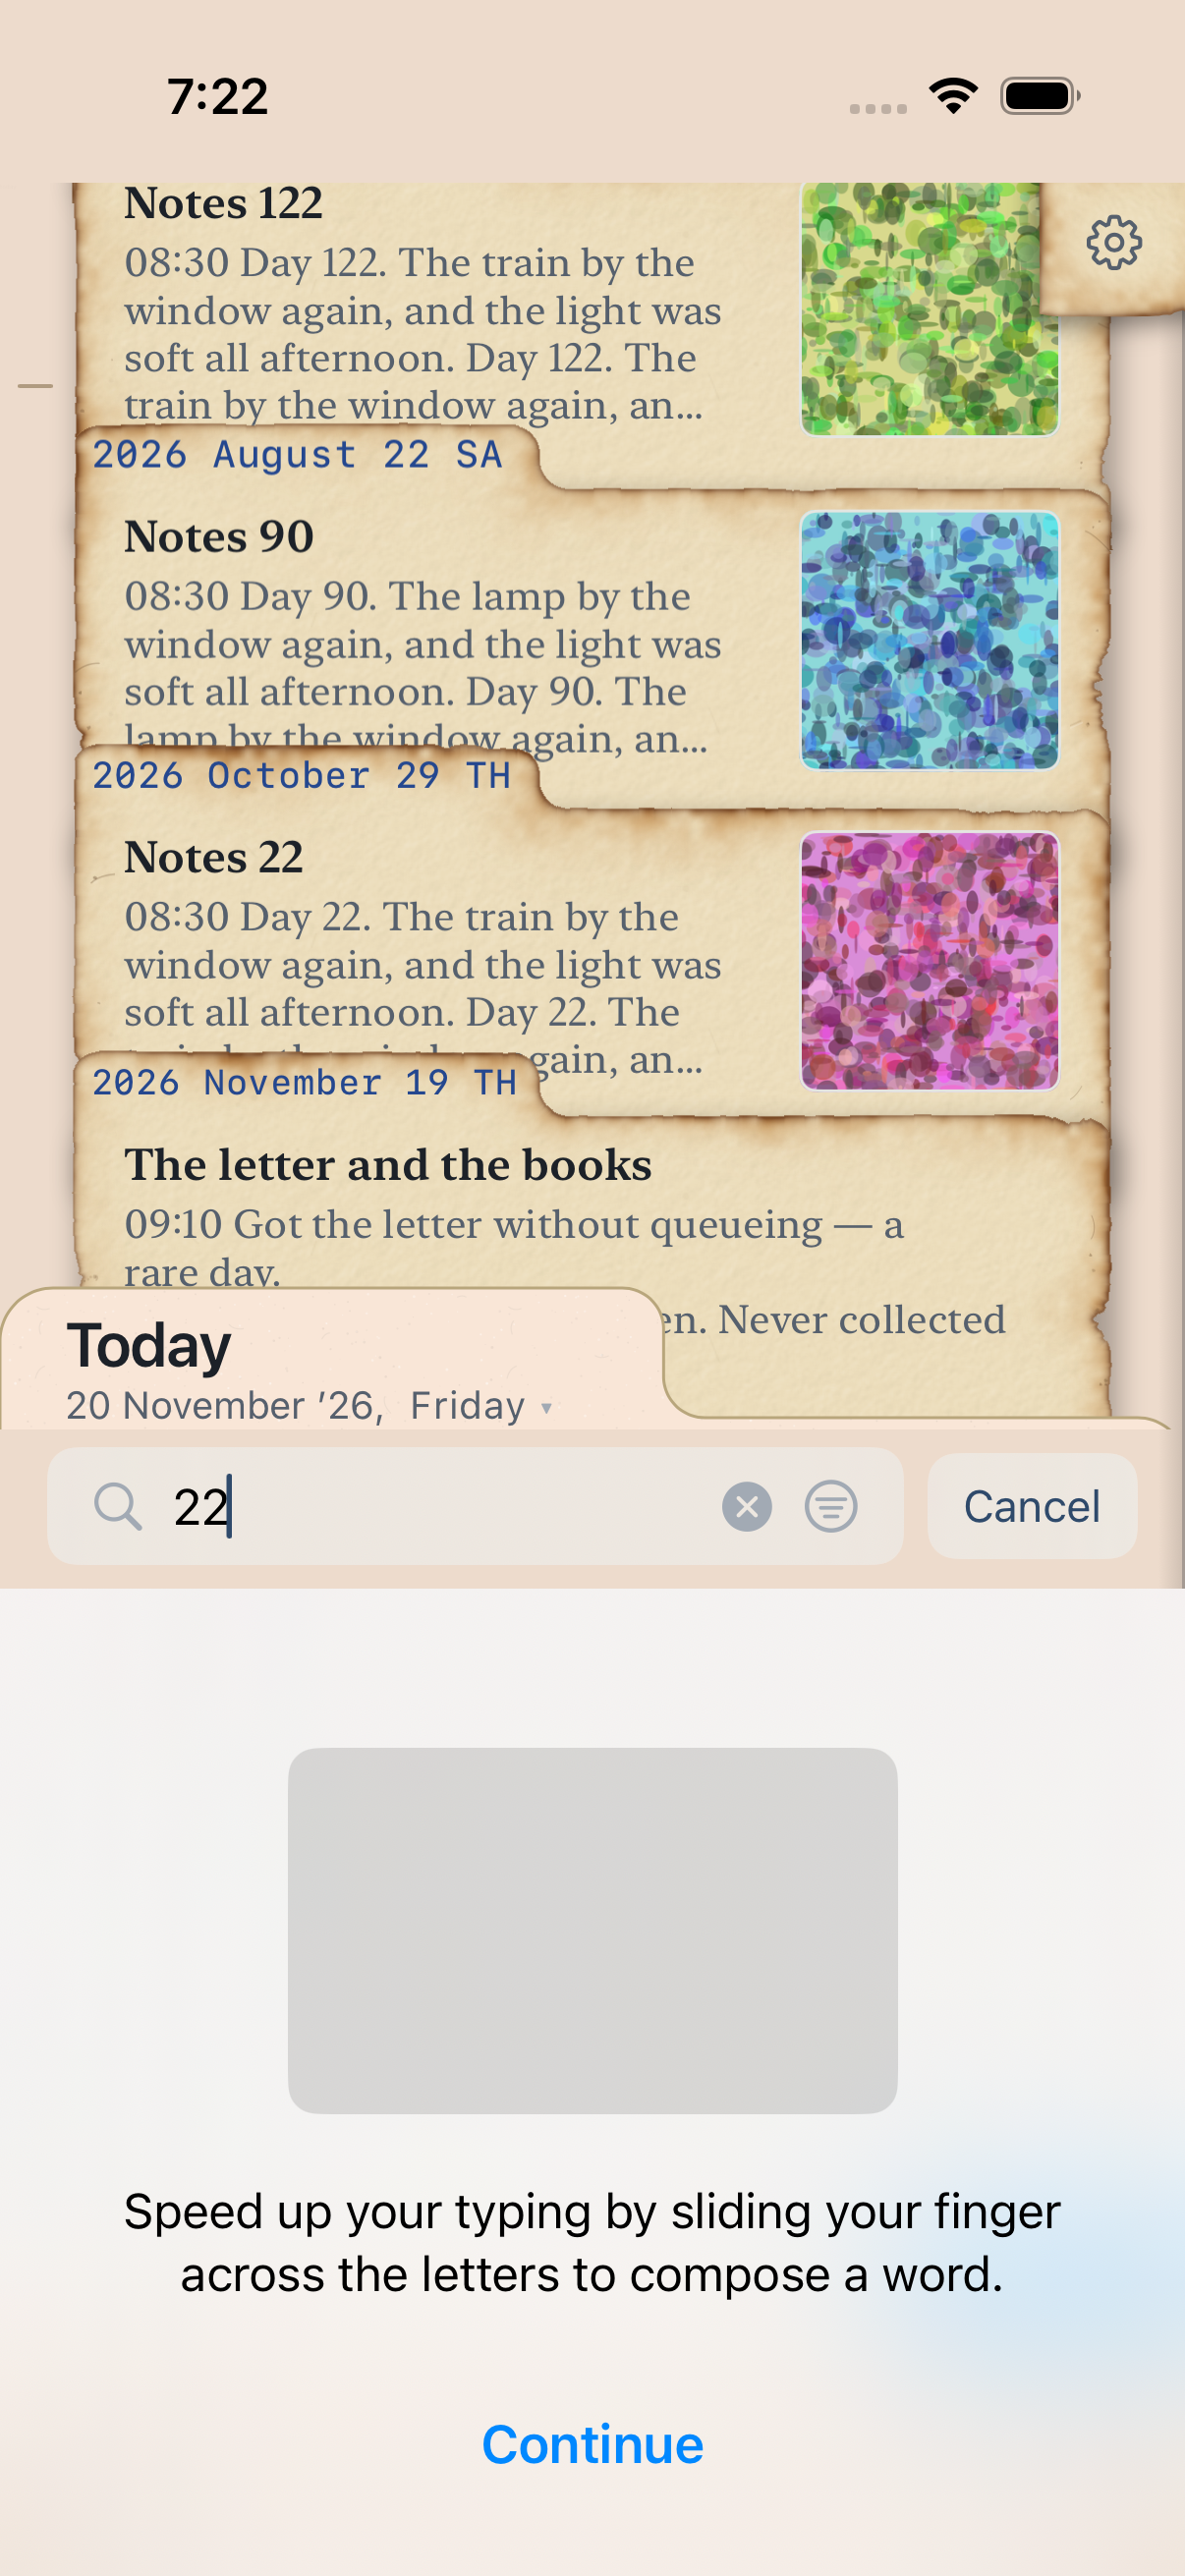 7:22
Notes 122
08:30 Day 122. The train by the
window again, and the light was
soft all afternoon. Day 122. The
train by the window again, an...
2026 August 22 SA
Notes 90
08:30 Day 90. The lamp by the
window again, and the light was
soft all afternoon. Day 90. The
lamp by the window again, an...
2026 October 29 TH
Notes 22
08:30 Day 22. The train by the
window again, and the light was
soft all afternoon. Day 22. The
again, an...
2026 November 19 TH
The letter and the books
09:10 Got the letter without queueing — a
rare day.
Never collected
Today
20 November ’26, Friday
22
Cancel
Speed up your typing by sliding your finger
across the letters to compose a word.
Continue